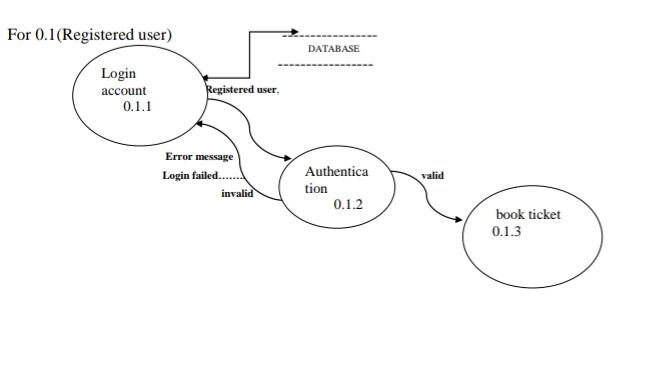 For 0.1(Registered user)
DATABASE
Login
account
0.1.1
Registered user,
Error message
Login failed.......
invalid
Authentica
tion
0.1.2
valid
book ticket
0.1.3